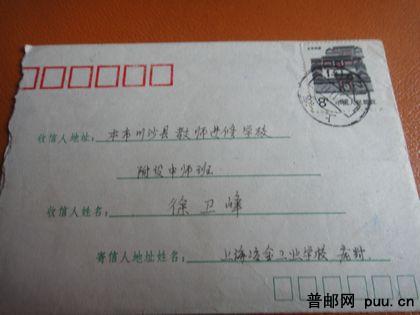 收信人地址： 本市川沙县教师进修学校
附设中师班
收信人姓名： 徐卫峰
寄信人地址姓名： 上海冶金工业学校
普邮网 puu.cn